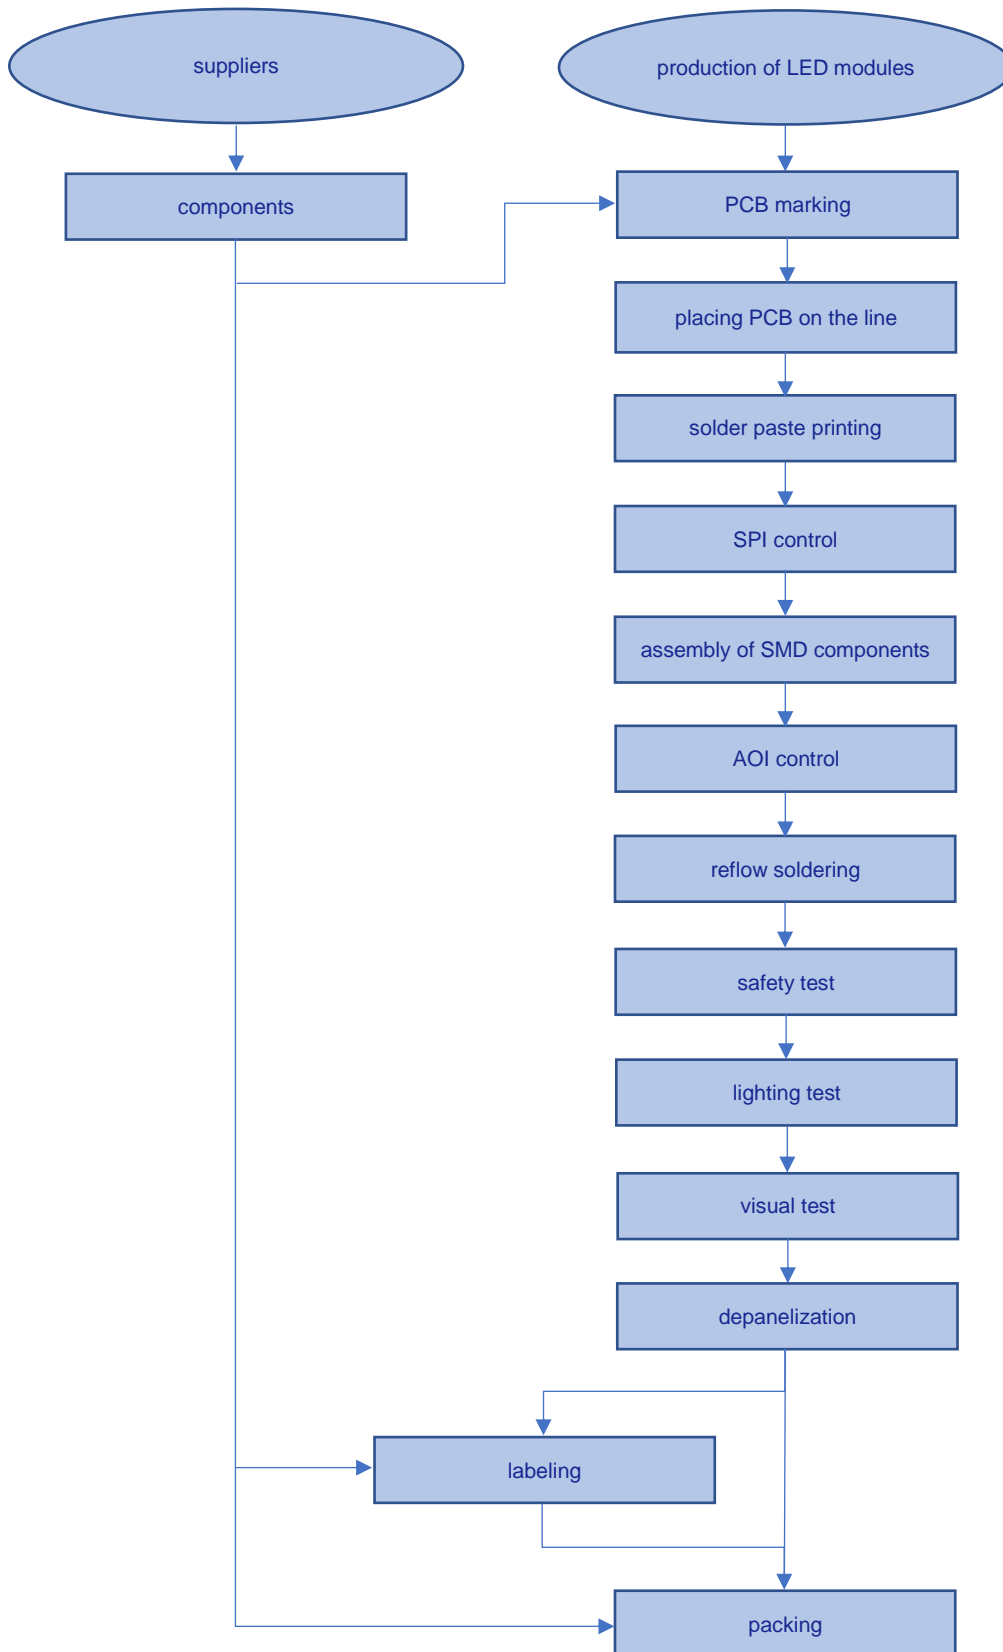 suppliers
production of LED modules
components
PCB marking
placing PCB on the line
solder paste printing
SPI control
assembly of SMD components
AOI control
reflow soldering
safety test
lighting test
visual test
depanelization
labeling
packing